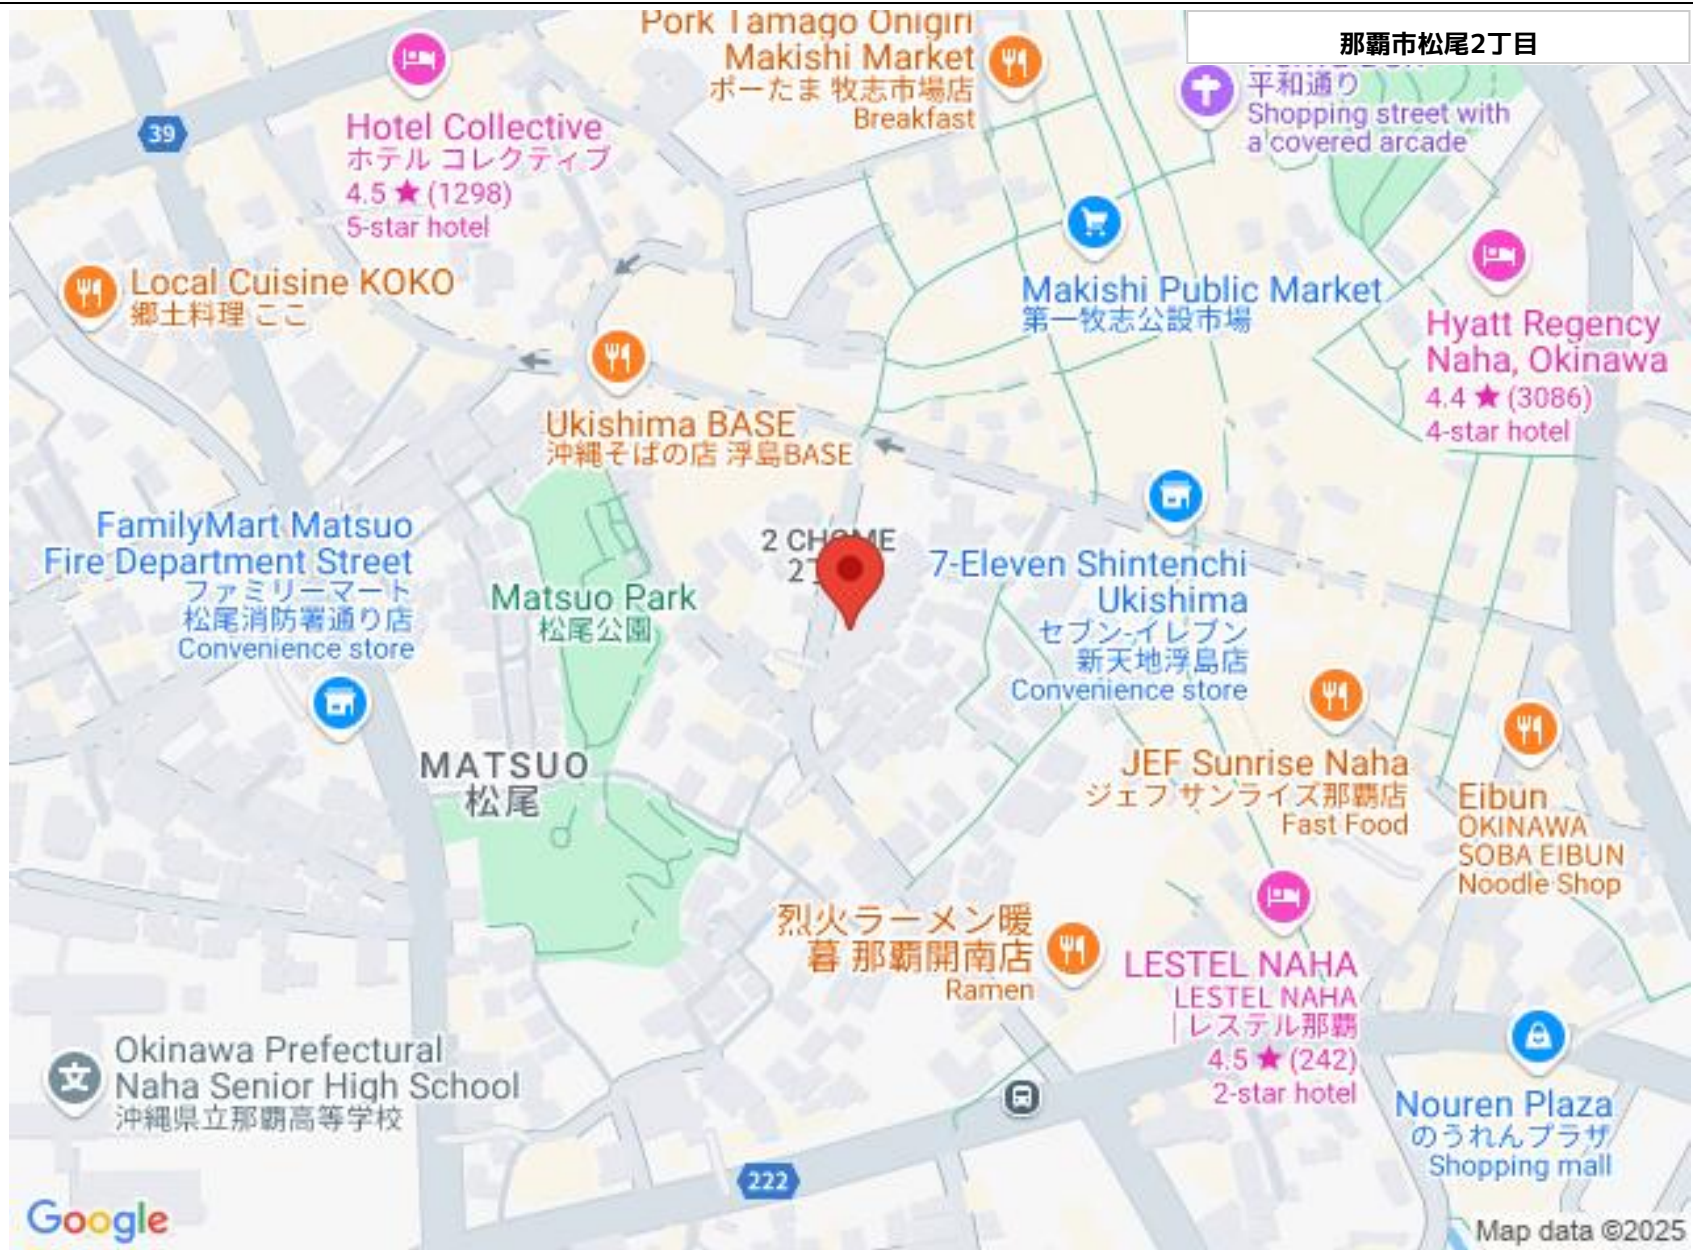 那覇市松尾2丁目
Pork Tamago Onigiri
Makishi Market
ポーたま 牧志市場店
Breakfast
平和通り
Shopping street with
a covered arcade
39
Hotel Collective
ホテル コレクティブ
4.5 ★ (1298)
5-star hotel
Local Cuisine KOKO
郷土料理 ここ
Makishi Public Market
第一牧志公設市場
Hyatt Regency
Naha, Okinawa
4.4 ★ (3086)
4-star hotel
Ukishima BASE
沖縄そばの店 浮島BASE
FamilyMart Matsuo
Fire Department Street
ファミリーマート
松尾消防署通り店
Convenience store
Matsuo Park
松尾公園
7-Eleven Shintenchi
Ukishima
セブン-イレブン
新天地浮島店
Convenience store
MATSUO
松尾
JEF Sunrise Naha
ジェフ サンライズ那覇店
Fast Food
Eibun
OKINAWA
SOBA EIBUN
Noodle Shop
烈火ラーメン暖
暮 那覇開南店
Ramen
LESTEL NAHA
LESTEL NAHA
| レステル那覇
4.5 ★ (242)
2-star hotel
Okinawa Prefectural
Naha Senior High School
沖縄県立那覇高等学校
Nouren Plaza
のうれんプラザ
Shopping mall
222
Google
Map data ©2025